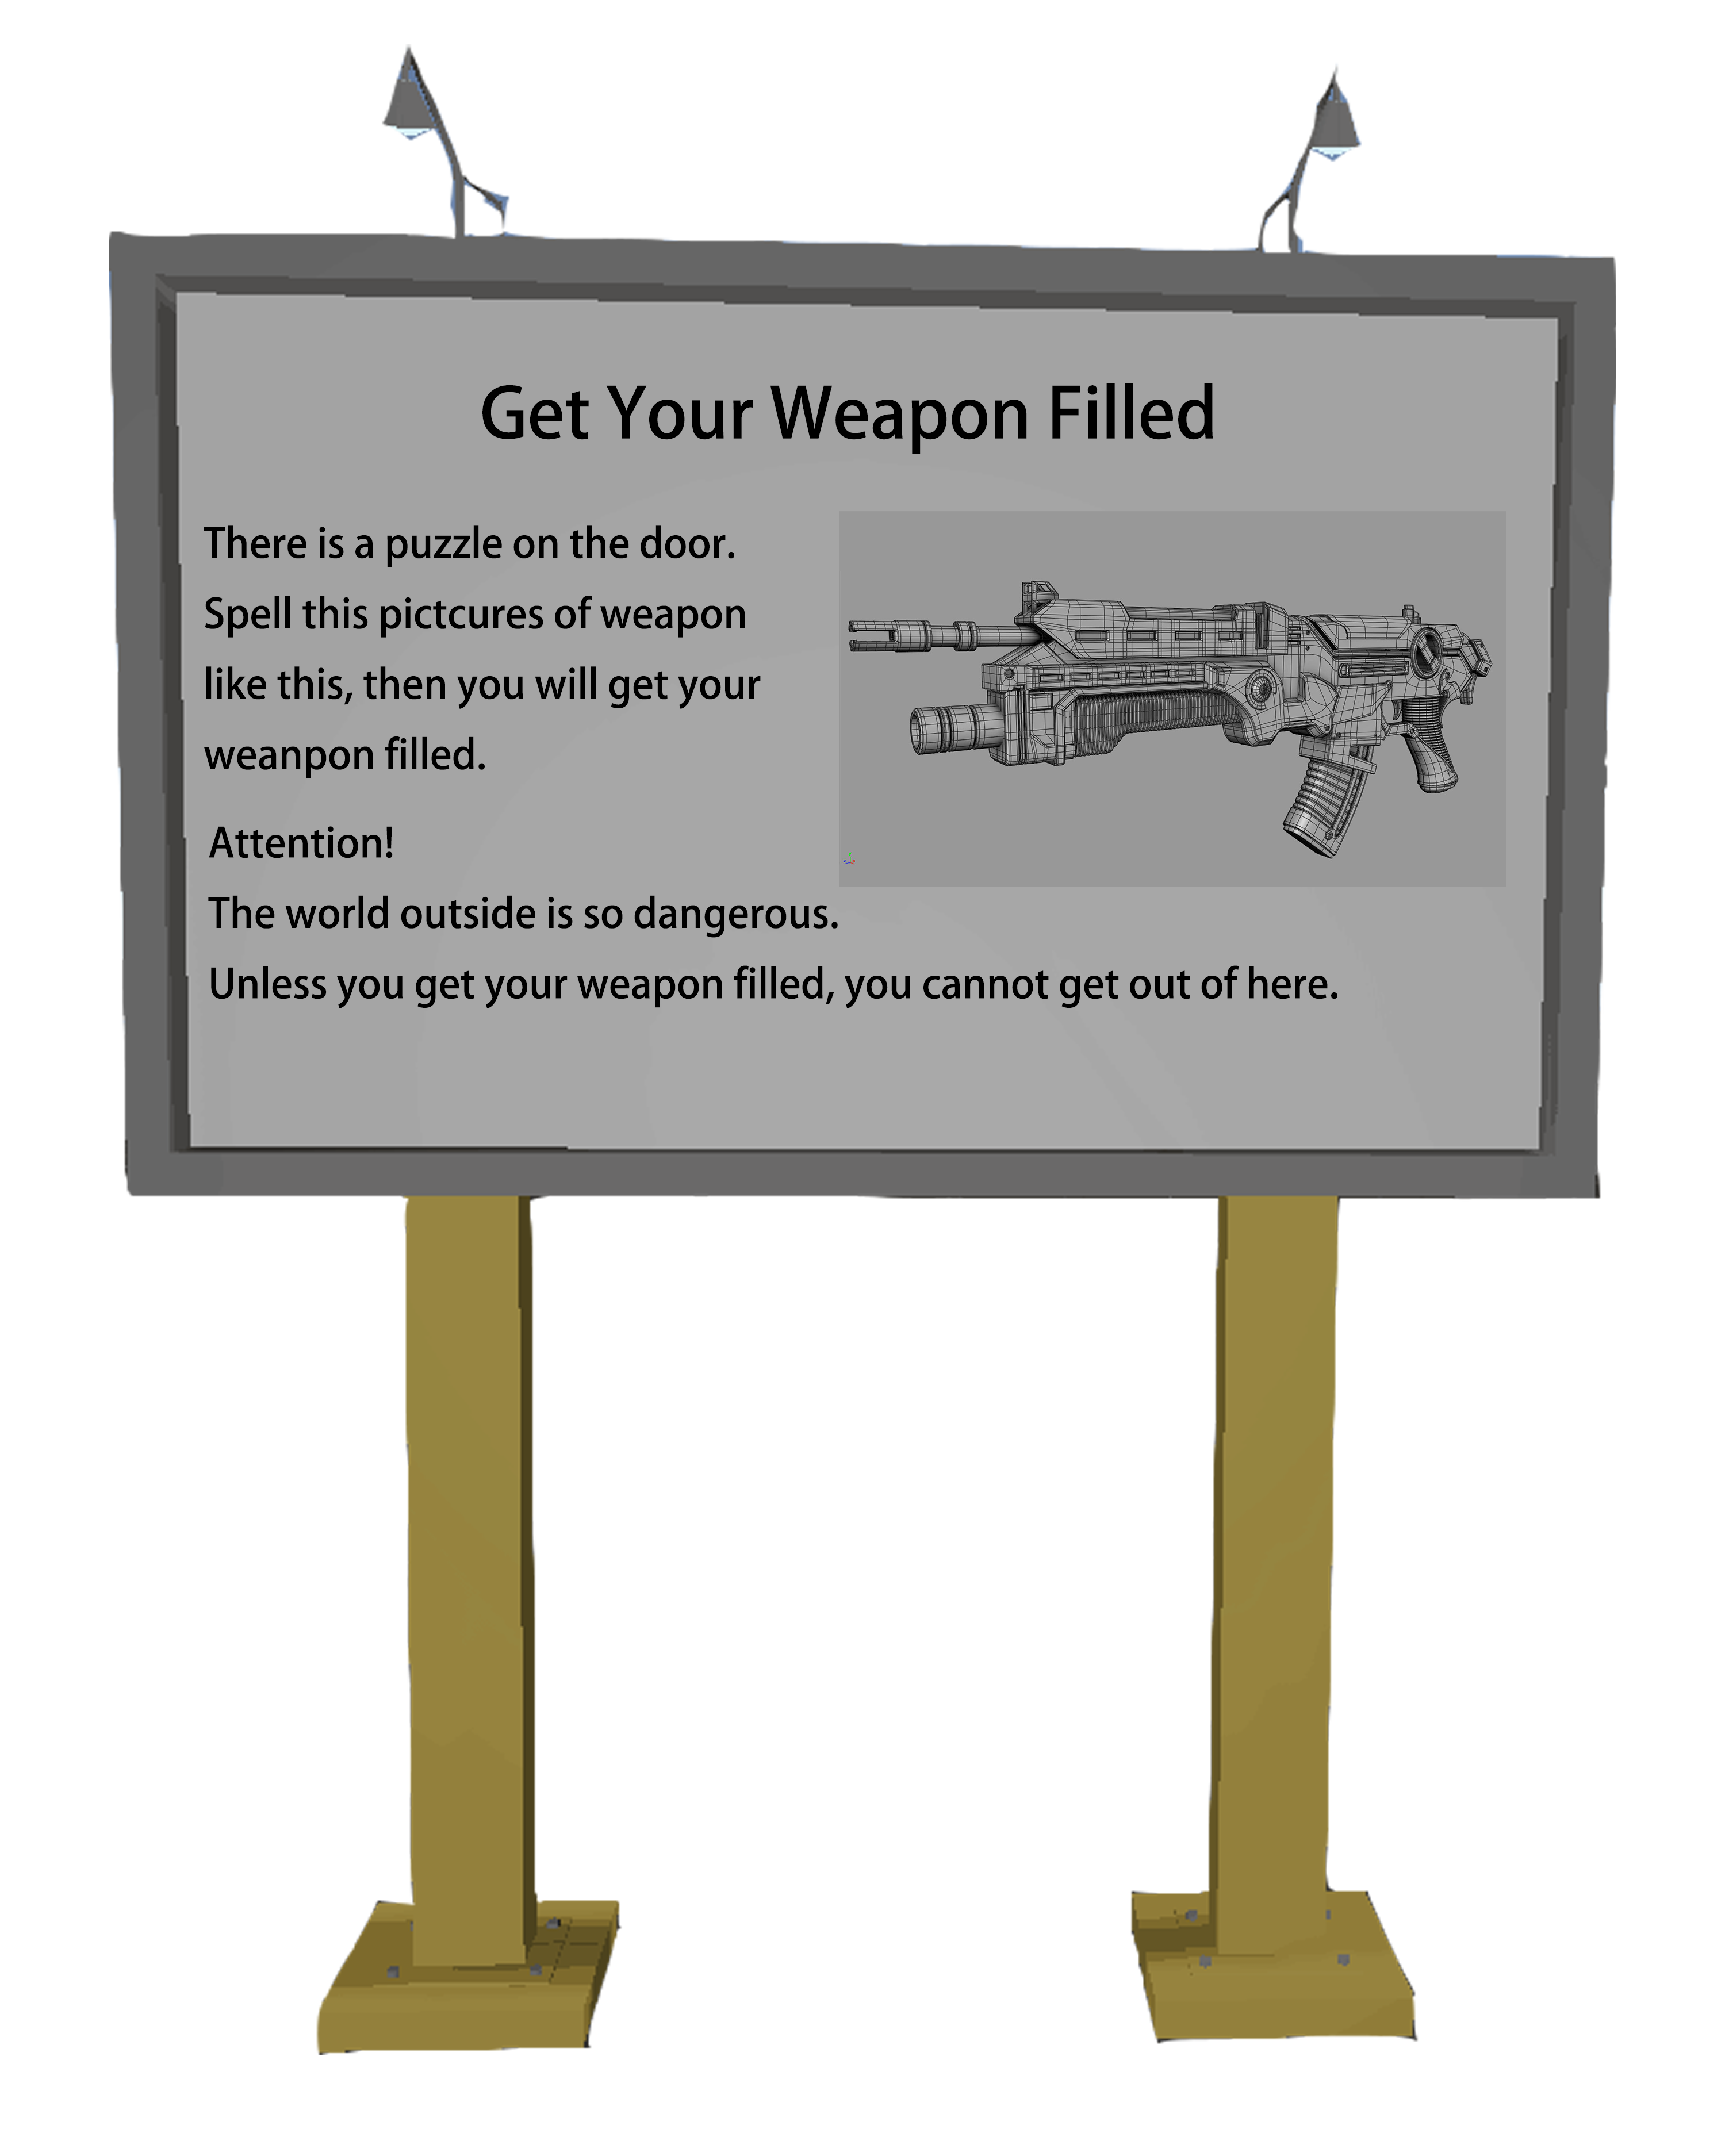 Get Your Weapon Filled
There is a puzzle on the door.
Spell this pictcures of weapon
like this, then you will get your
weanpon filled.
Attention!
The world outside is so dangerous.
Unless you get your weapon filled, you cannot get out of here.